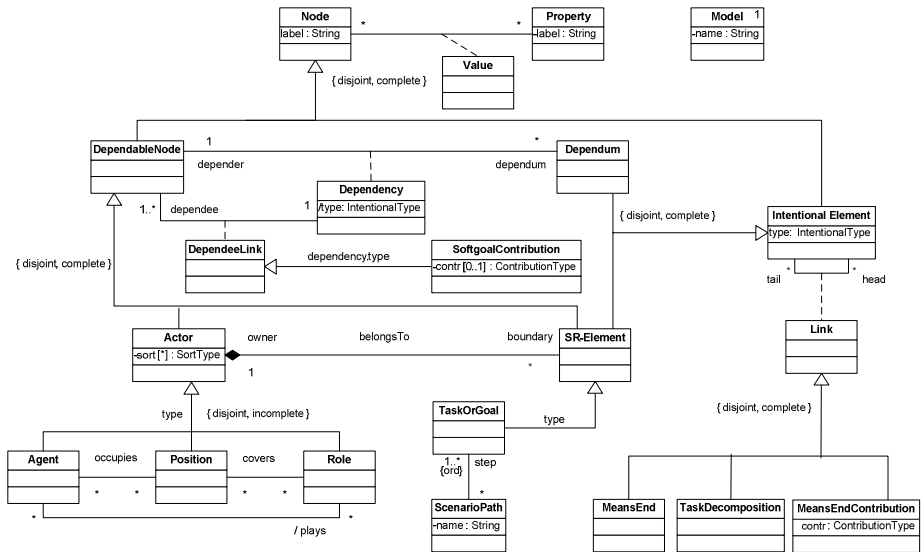 Node
label : String
*
*
Property
-label : String
Model 1
-name : String
Value
{ disjoint, complete }
DependableNode
1
depender
*
dependum
Dependum
Dependency
/type: IntentionalType
1..*
dependee
1
DependeeLink
SoftgoalContribution
-contr [0..1] : ContributionType
dependency.type
{ disjoint, complete }
Intentional Element
type: IntentionalType
tail
*
*
head
{ disjoint, complete }
Link
Actor
-sort [*] : SortType
owner
1
belongsTo
boundary
*
SR-Element
type
{ disjoint, incomplete }
TaskOrGoal
type
{ disjoint, complete }
Agent
occupies
*
*
Position
covers
*
*
Role
*
*
/ plays
1..*
{ord}
step
*
ScenarioPath
-name : String
MeansEnd
TaskDecomposition
MeansEndContribution
contr: ContributionType